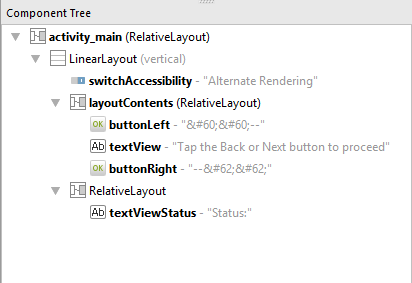 Component Tree
activity_main (RelativeLayout)
LinearLayout (vertical)
switchAccessibility - "Alternate Rendering"
layoutContents (RelativeLayout)
OK buttonLeft - "&#60;&#60;--"
Ab textView - "Tap the Back or Next button to proceed"
OK buttonRight - "--&#62;&#62;"
RelativeLayout
Ab textViewStatus - "Status:"